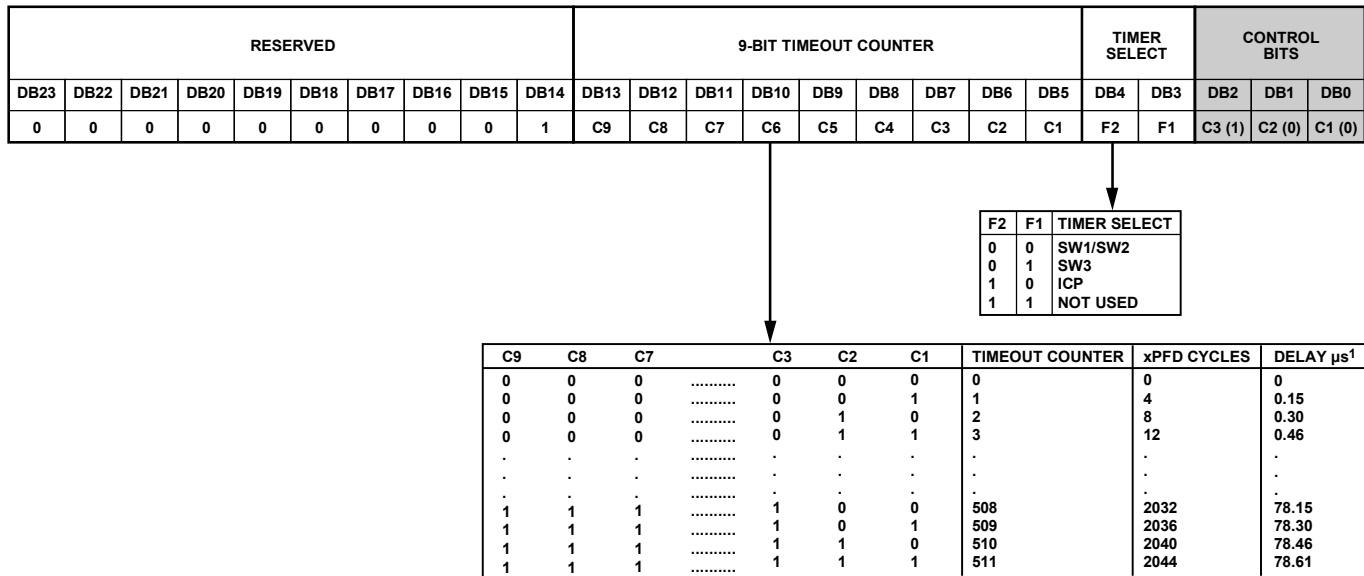 RESERVED 9-BIT TIMEOUT COUNTER TIMER SELECT CONTROL BITS
DB23 DB22 DB21 DB20 DB19 DB18 DB17 DB16 DB15 DB14 DB13 DB12 DB11 DB10 DB9 DB8 DB7 DB6 DB5 DB4 DB3 DB2 DB1 DB0
0 0 0 0 0 0 0 0 0 1 C9 C8 C7 C6 C5 C4 C3 C2 C1 F2 F1 C3 (1) C2 (0) C1 (0)
F2 F1 TIMER SELECT
0 0 SW1/SW2
0 1 SW3
1 0 ICP
1 1 NOT USED
C9 C8 C7 C3 C2 C1 TIMEOUT COUNTER xPFD CYCLES DELAY µs1
0 0 0 .......... 0 0 0 0 0 0
0 0 0 .......... 0 0 1 1 4 0.15
0 0 0 .......... 0 1 0 2 8 0.30
0 0 0 .......... 0 1 1 3 12 0.46
. . . .......... . . . . . .
. . . .......... . . . . . .
. . . .......... . . . . . .
1 1 1 .......... 1 0 0 508 2032 78.15
1 1 1 .......... 1 0 1 509 2036 78.30
1 1 1 .......... 1 1 0 510 2040 78.46
1 1 1 .......... 1 1 1 511 2044 78.61